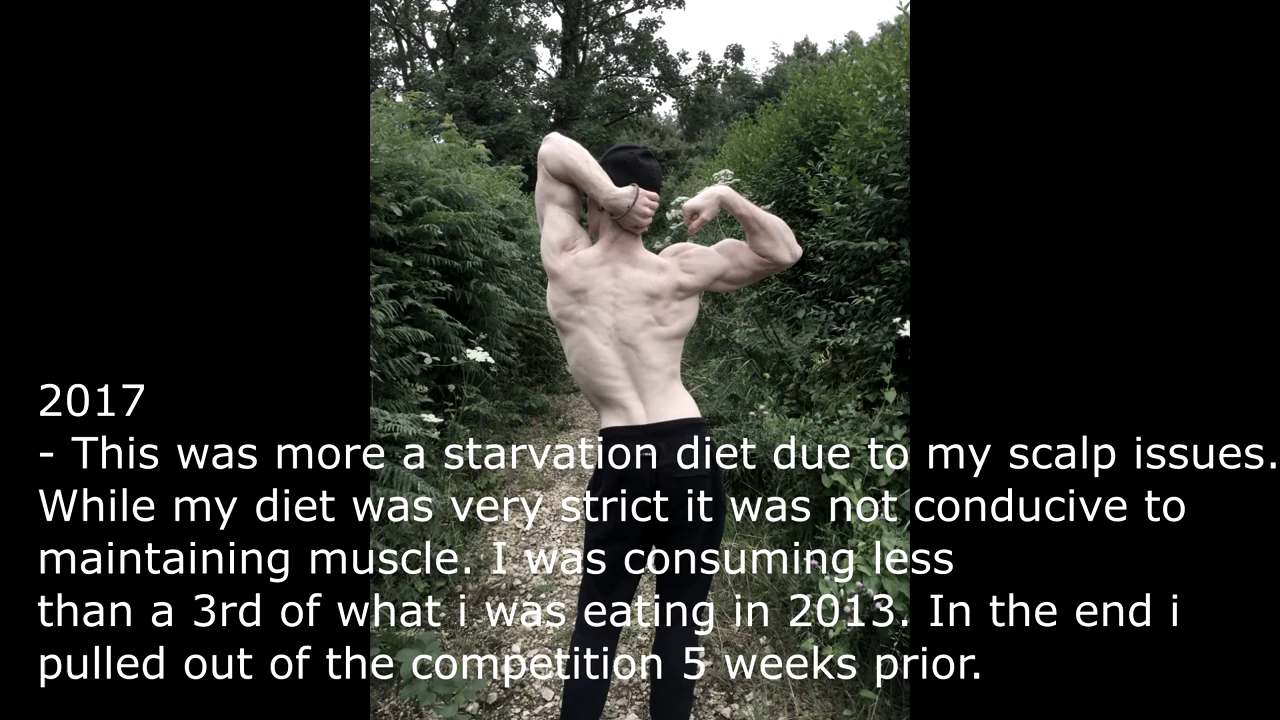 2017
- This was more a starvation diet due to my scalp issues.
While my diet was very strict it was not conducive to
maintaining muscle. I was consuming less
than a 3rd of what i was eating in 2013. In the end i
pulled out of the competition 5 weeks prior.